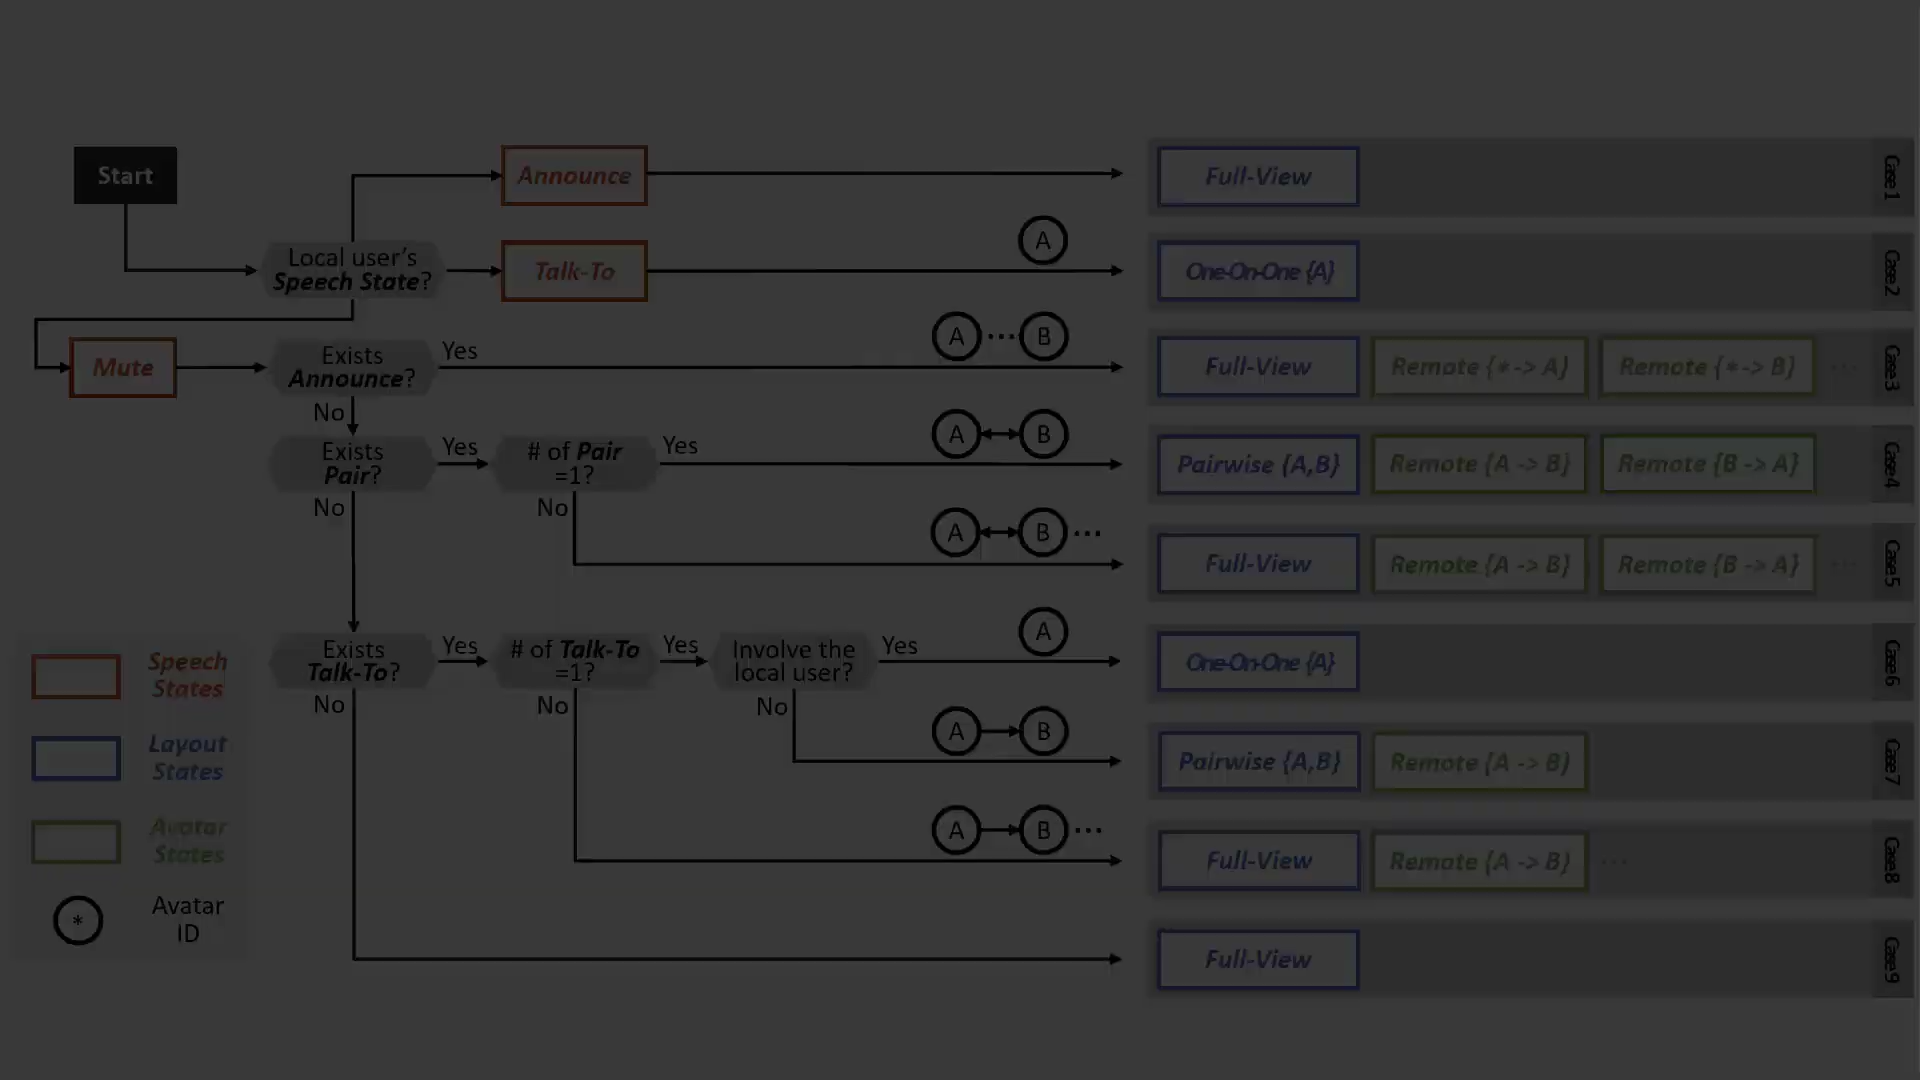 Start
Announce
Full-View
Case1
Local user's
Speech State?
Talk-To
A
One-On-One {A}
Case2
Mute
Exists
Announce?
Yes
A ... B
Full-View
Remote {*-> A}
Remote {*-> B}
...
Case3
No
Exists
Pair?
Yes
# of Pair
=1?
Yes
A B
Pairwise {A,B}
Remote {A -> B}
Remote {B -> A}
Case4
No
No
A B ...
Full-View
Remote {A -> B}
Remote {B -> A}
...
Case5
Exists
Talk-To?
Yes
# of Talk-To
=1?
Yes
Involve the
local user?
Yes
A
One-On-One {A}
Case6
No
No
No
A B
Pairwise {A,B}
Remote {A -> B}
Case7
A B ...
Full-View
Remote {A -> B}
...
Case8
Full-View
Case9
Speech
States
Layout
States
Avatar
States
*
Avatar
ID